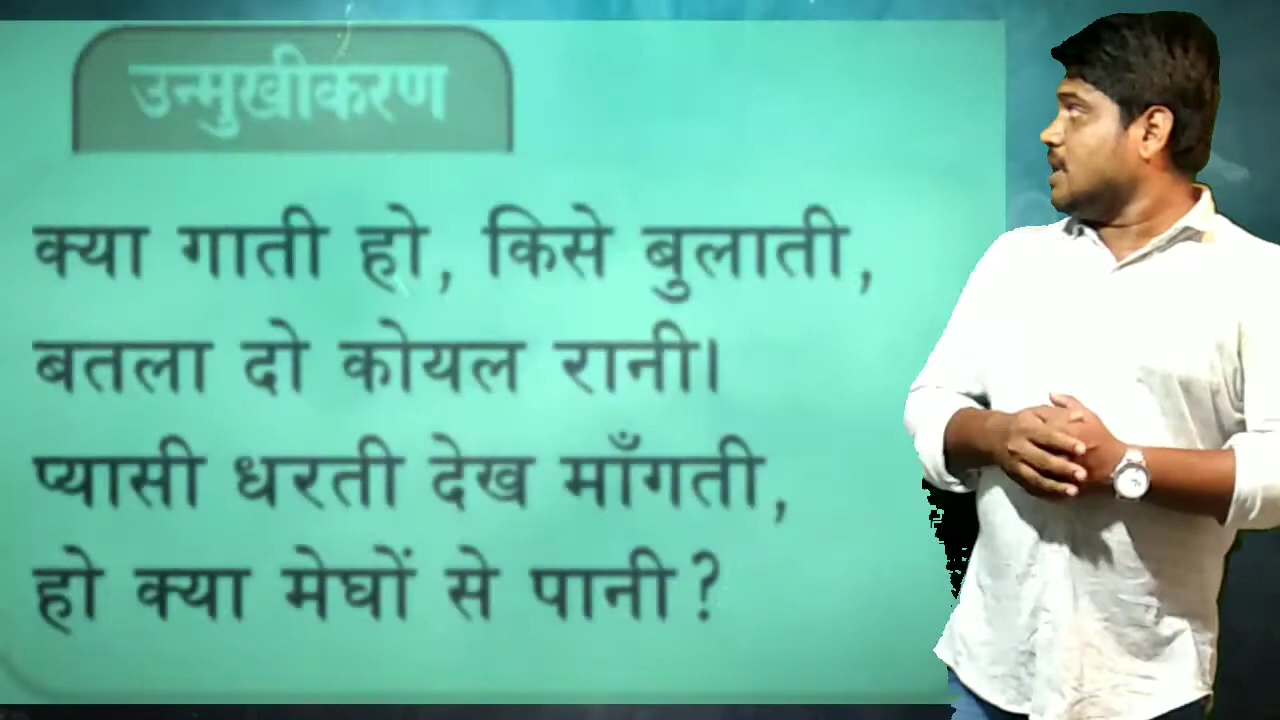 उन्मुखीकरण
क्या गाती हो, किसे बुलाती,
बतला दो कोयल रानी।
प्यासी धरती देख माँगती,
हो क्या मेघों से पानी?